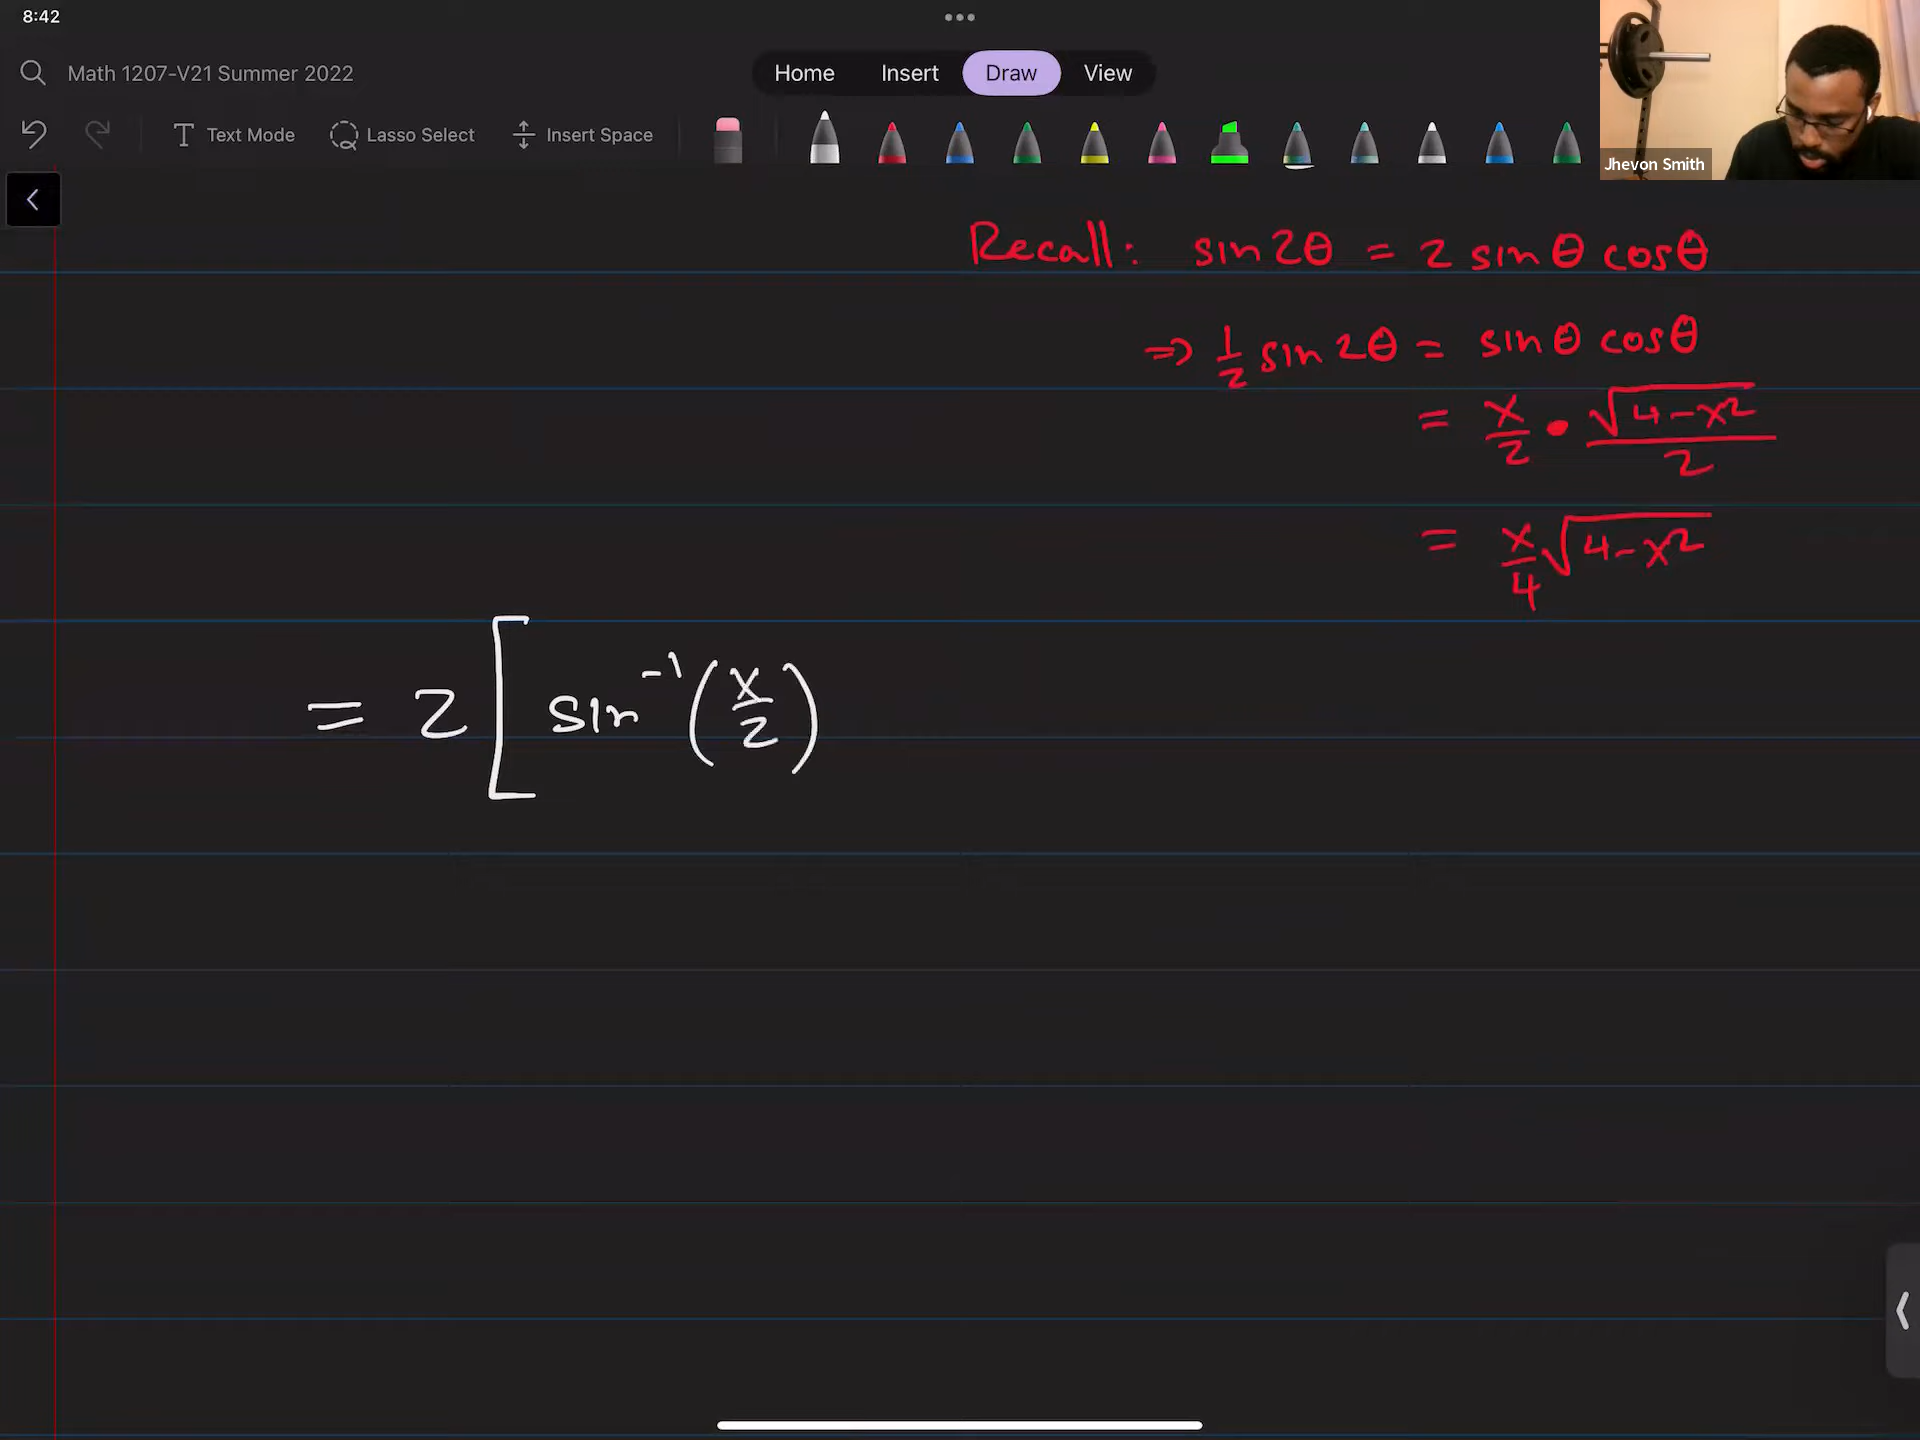 8:42
Math 1207-V21 Summer 2022
Home Insert Draw View
Text Mode Lasso Select Insert Space
Jhevon Smith
Recall: sin 2θ = 2 sin θ cos θ
⇒ 1/2 sin 2θ = sin θ cos θ
= x/2 • √(4-x²)/2
= x/4 √(4-x²)
= 2 [ sin⁻¹(x/2)